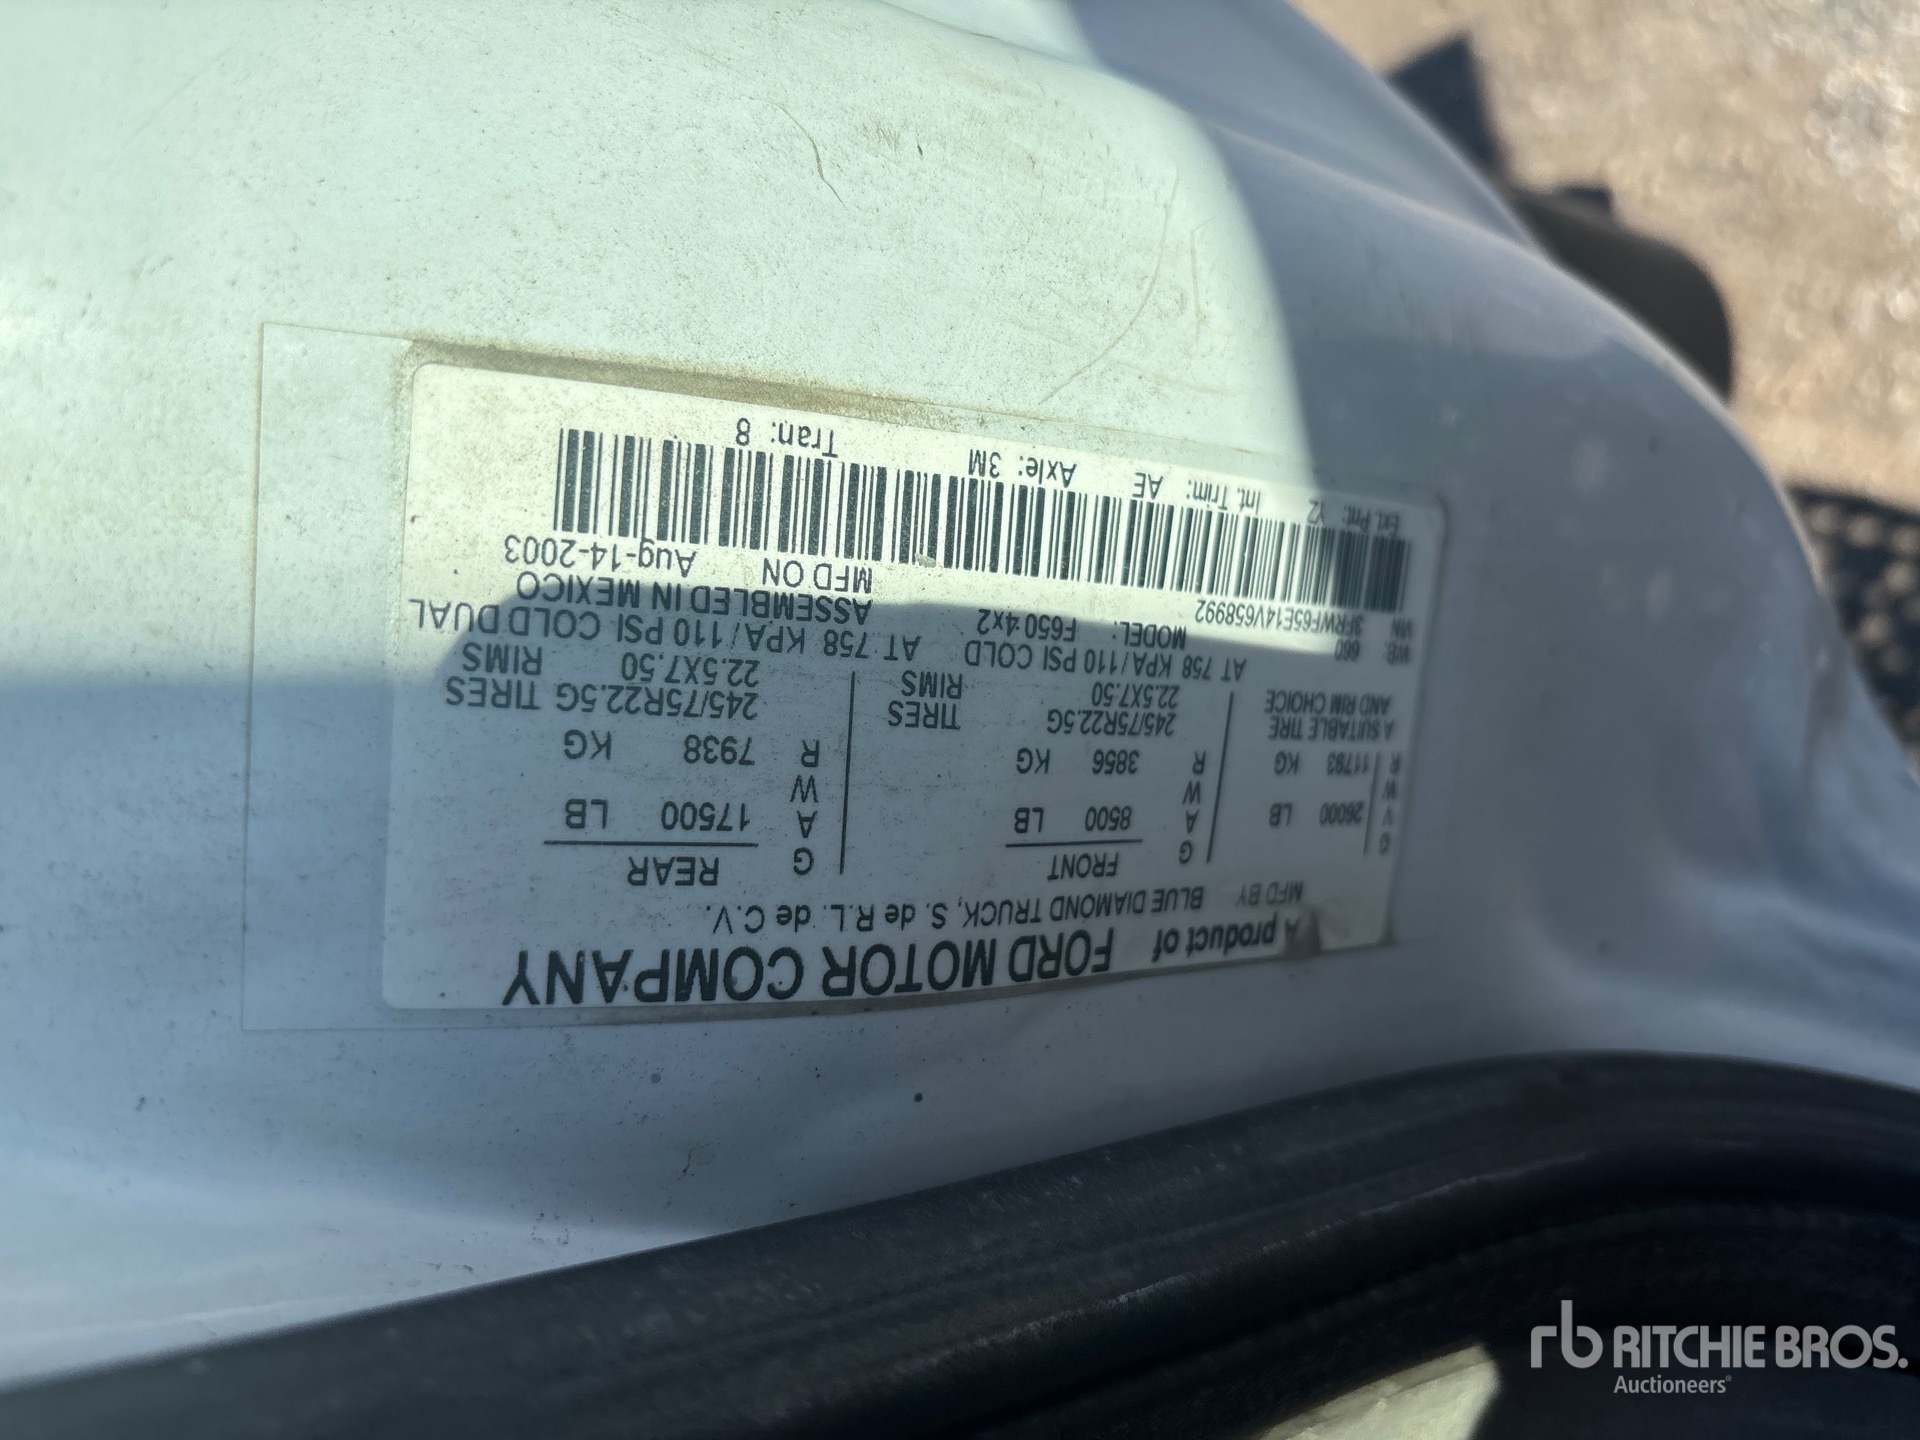 A product of FORD MOTOR COMPANY
MFD BY BLUE DIAMOND TRUCK, S. de R.L. de C.V.
G FRONT G REAR
V 26000 LB A 8500 LB A 17500 LB
W W W
R 11793 KG R 3856 KG R 7938 KG
A SUITABLE TIRE 245/75R22.5G TIRES 245/75R22.5G TIRES
AND RIM CHOICE 22.5X7.50 RIMS 22.5X7.50 RIMS
AT 758 KPA/110 PSI COLD AT 758 KPA/110 PSI COLD DUAL
WB: 660 MODEL: F650 4x2 ASSEMBLED IN MEXICO
VIN: 3FRWF65E14V658992 MFD ON Aug-14-2003
Ext. Pnt: YZ Int. Trim: AE Axle: 3M Tran: 8
rb RITCHIE BROS.
Auctioneers®